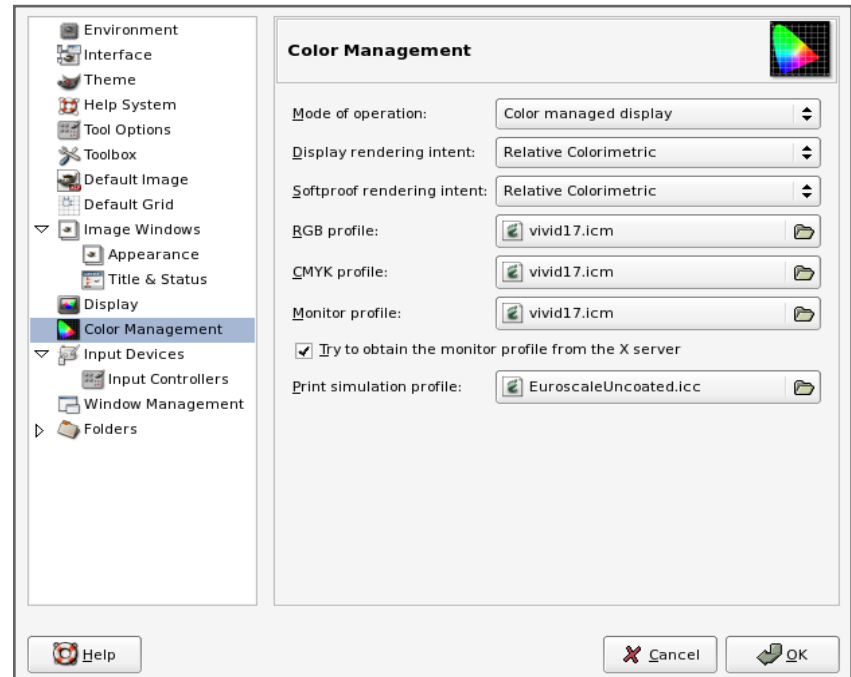 Environment
Interface
Theme
Help System
Tool Options
Toolbox
Default Image
Default Grid
Image Windows
Appearance
Title & Status
Display
Color Management
Input Devices
Input Controllers
Window Management
Folders
Color Management
Mode of operation: Color managed display
Display rendering intent: Relative Colorimetric
Softproof rendering intent: Relative Colorimetric
RGB profile: vivid17.icm
CMYK profile: vivid17.icm
Monitor profile: vivid17.icm
Try to obtain the monitor profile from the X server
Print simulation profile: EuroscaleUncoated.icc
Help
Cancel
OK